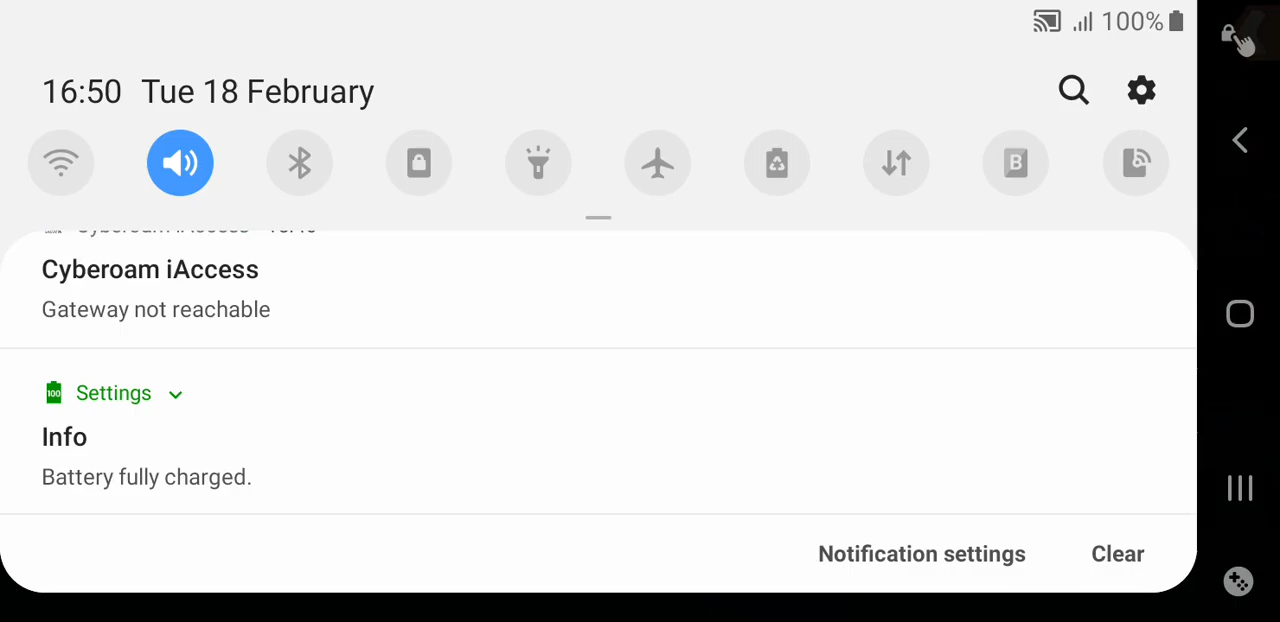 100%
16:50 Tue 18 February
B
Cyberoam iAccess
Gateway not reachable
100 Settings
Info
Battery fully charged.
Notification settings Clear